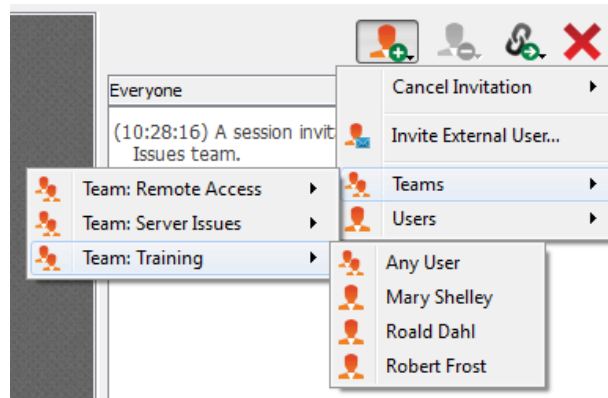 Everyone
(10:28:16) A session invit
Issues team.
Cancel Invitation
Invite External User...
Teams
Users
Team: Remote Access
Team: Server Issues
Team: Training
Any User
Mary Shelley
Roald Dahl
Robert Frost